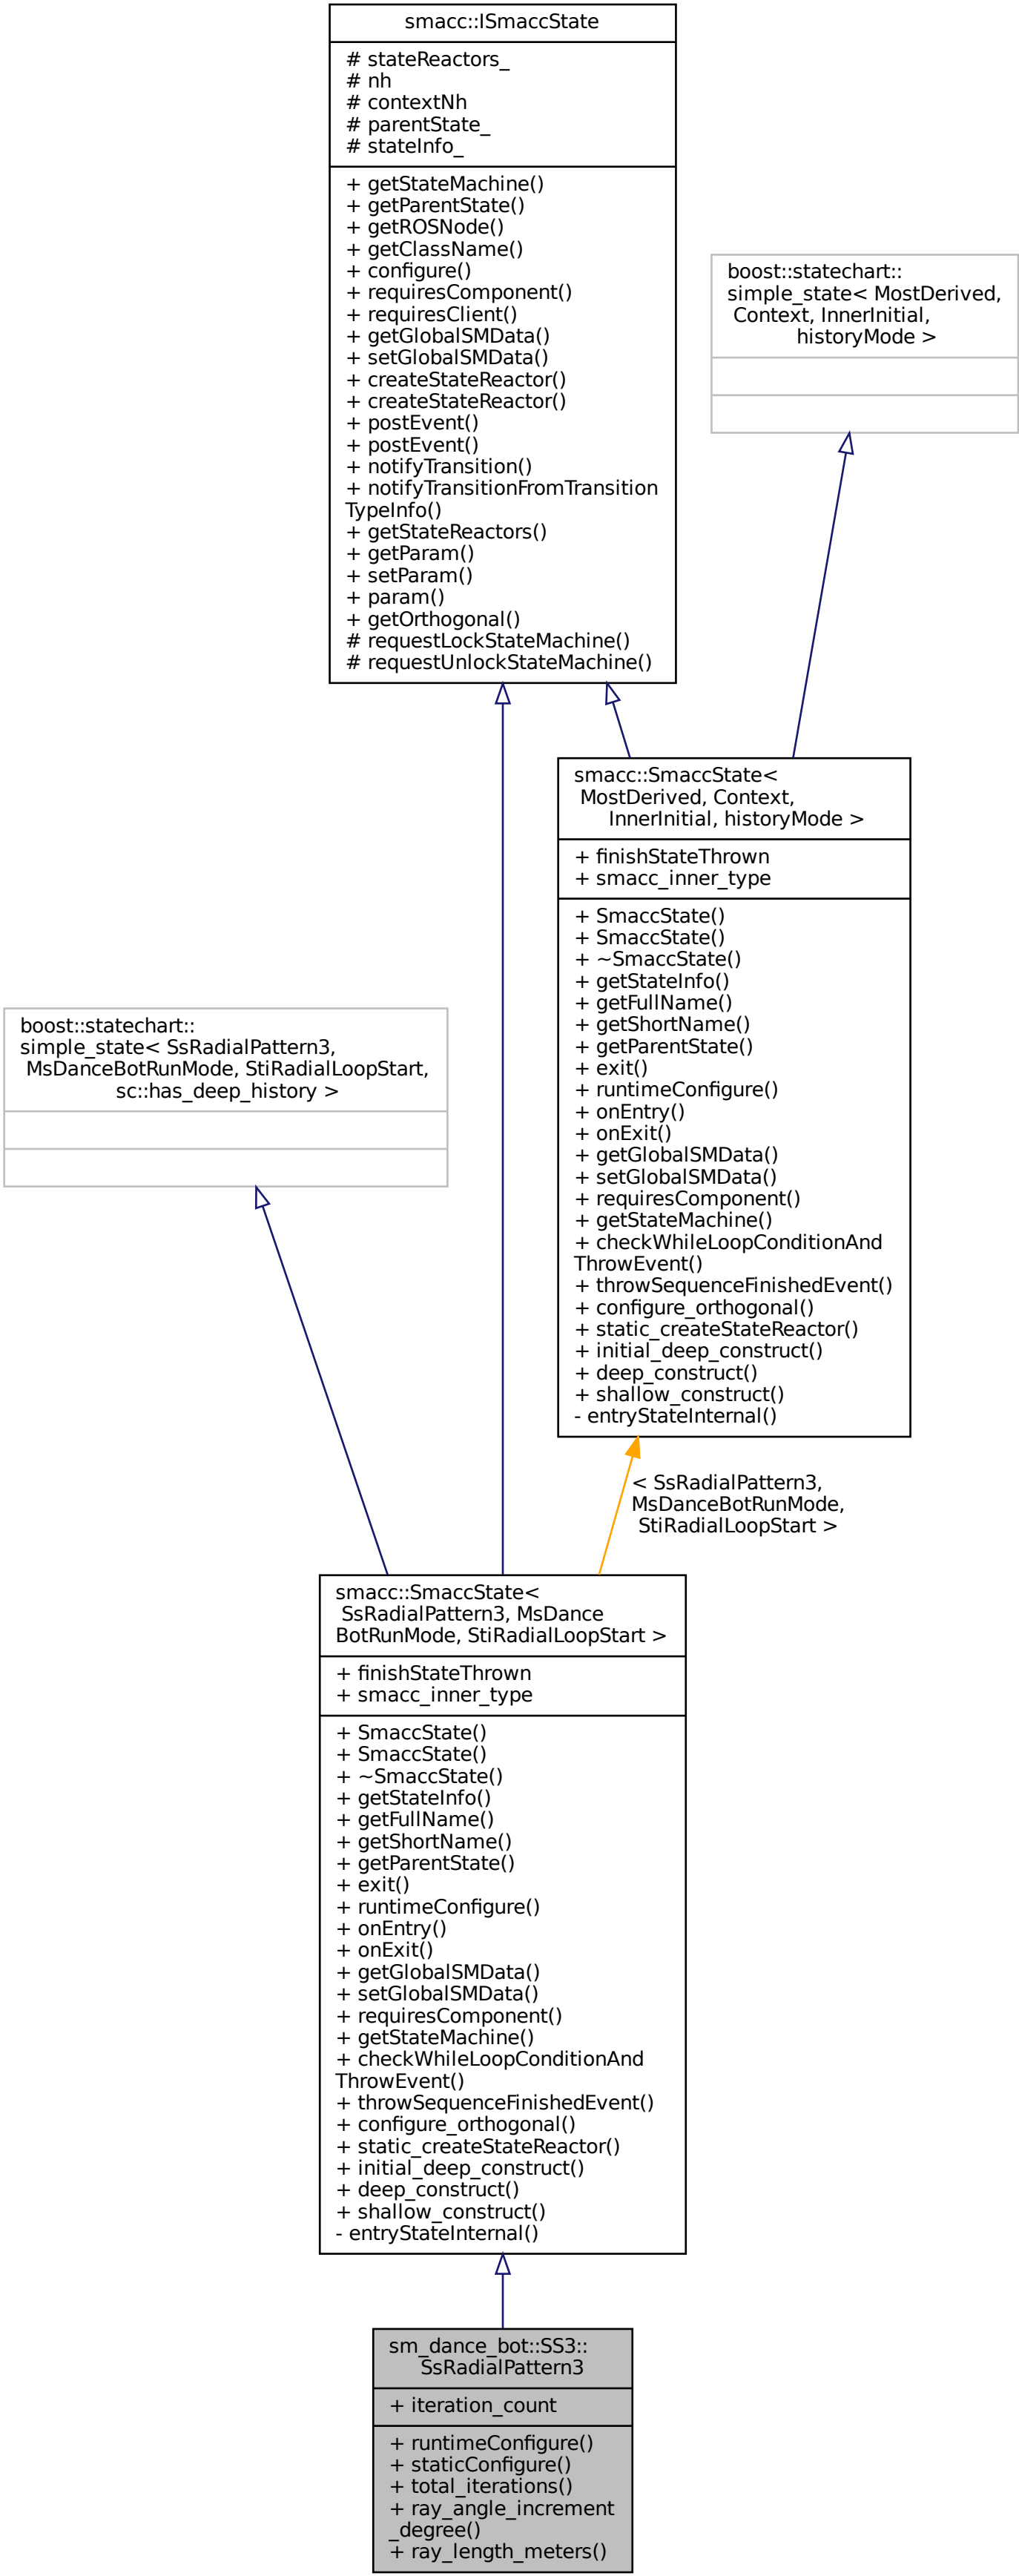 smacc::ISmaccState
# stateReactors_
# nh
# contextNh
# parentState_
# stateInfo_
+ getStateMachine()
+ getParentState()
+ getROSNode()
+ getClassName()
+ configure()
+ requiresComponent()
+ requiresClient()
+ getGlobalSMData()
+ setGlobalSMData()
+ createStateReactor()
+ createStateReactor()
+ postEvent()
+ postEvent()
+ notifyTransition()
+ notifyTransitionFromTransition
TypeInfo()
+ getStateReactors()
+ getParam()
+ setParam()
+ param()
+ getOrthogonal()
# requestLockStateMachine()
# requestUnlockStateMachine()
boost::statechart::
simple_state< MostDerived,
Context, InnerInitial,
historyMode >
smacc::SmaccState<
MostDerived, Context,
InnerInitial, historyMode >
+ finishStateThrown
+ smacc_inner_type
+ SmaccState()
+ SmaccState()
+ ~SmaccState()
+ getStateInfo()
+ getFullName()
+ getShortName()
+ getParentState()
+ exit()
+ runtimeConfigure()
+ onEntry()
+ onExit()
+ getGlobalSMData()
+ setGlobalSMData()
+ requiresComponent()
+ getStateMachine()
+ checkWhileLoopConditionAnd
ThrowEvent()
+ throwSequenceFinishedEvent()
+ configure_orthogonal()
+ static_createStateReactor()
+ initial_deep_construct()
+ deep_construct()
+ shallow_construct()
- entryStateInternal()
boost::statechart::
simple_state< SsRadialPattern3,
MsDanceBotRunMode, StiRadialLoopStart,
sc::has_deep_history >
< SsRadialPattern3,
MsDanceBotRunMode,
StiRadialLoopStart >
smacc::SmaccState<
SsRadialPattern3, MsDance
BotRunMode, StiRadialLoopStart >
+ finishStateThrown
+ smacc_inner_type
+ SmaccState()
+ SmaccState()
+ ~SmaccState()
+ getStateInfo()
+ getFullName()
+ getShortName()
+ getParentState()
+ exit()
+ runtimeConfigure()
+ onEntry()
+ onExit()
+ getGlobalSMData()
+ setGlobalSMData()
+ requiresComponent()
+ getStateMachine()
+ checkWhileLoopConditionAnd
ThrowEvent()
+ throwSequenceFinishedEvent()
+ configure_orthogonal()
+ static_createStateReactor()
+ initial_deep_construct()
+ deep_construct()
+ shallow_construct()
- entryStateInternal()
sm_dance_bot::SS3::
SsRadialPattern3
+ iteration_count
+ runtimeConfigure()
+ staticConfigure()
+ total_iterations()
+ ray_angle_increment
_degree()
+ ray_length_meters()